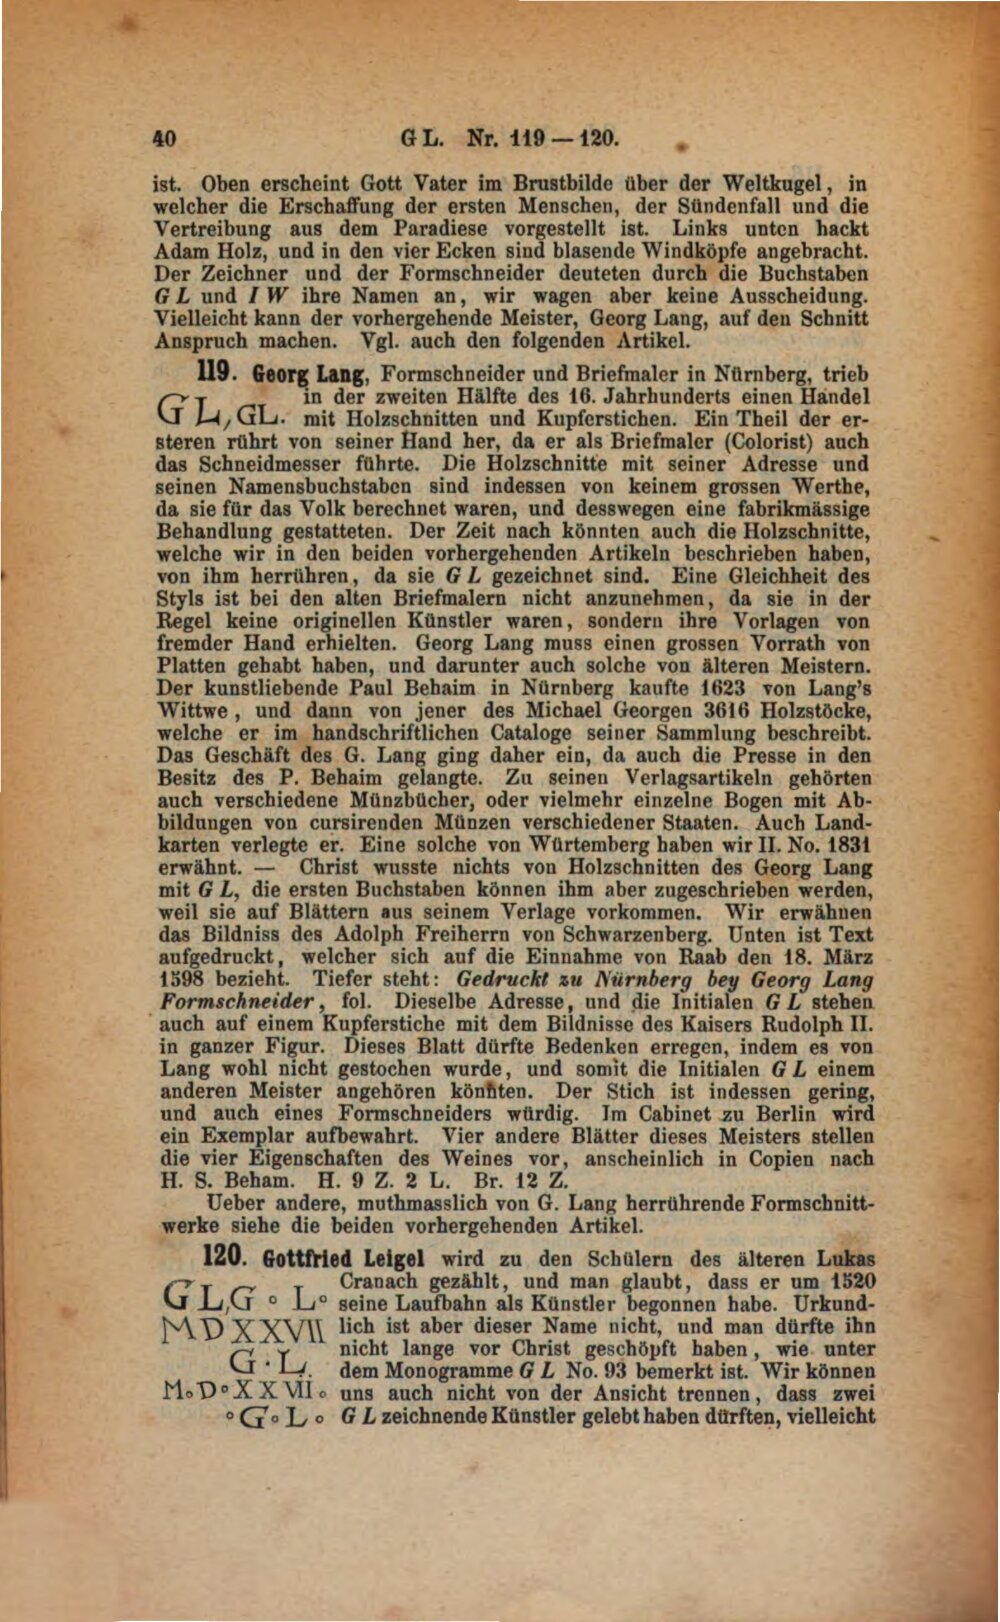 40 GL. Nr. 119—120.
ist. Oben erscheint Gott Vater im Brustbilde über der Weltkugel, in
welcher die Erschaffung der ersten Menschen, der Sündenfall und die
Vertreibung aus dem Paradiese vorgestellt ist. Links unten hackt
Adam Holz, und in den vier Ecken sind blasende Windköpfe angebracht.
Der Zeichner und der Formschneider deuteten durch die Buchstaben
G L und I W ihre Namen an, wir wagen aber keine Ausscheidung.
Vielleicht kann der vorhergehende Meister, Georg Lang, auf den Schnitt
Anspruch machen. Vgl. auch den folgenden Artikel.
119. Georg Lang, Formschneider und Briefmaler in Nürnberg, trieb
in der zweiten Hälfte des 16. Jahrhunderts einen Handel
G L, GL. mit Holzschnitten und Kupferstichen. Ein Theil der er-
steren rührt von seiner Hand her, da er als Briefmaler (Colorist) auch
das Schneidmesser führte. Die Holzschnitte mit seiner Adresse und
seinen Namensbuchstaben sind indessen von keinem grossen Werthe,
da sie für das Volk berechnet waren, und desswegen eine fabrikmässige
Behandlung gestatteten. Der Zeit nach könnten auch die Holzschnitte,
welche wir in den beiden vorhergehenden Artikeln beschrieben haben,
von ihm herrühren, da sie G L gezeichnet sind. Eine Gleichheit des
Styls ist bei den alten Briefmalern nicht anzunehmen, da sie in der
Regel keine originellen Künstler waren, sondern ihre Vorlagen von
fremder Hand erhielten. Georg Lang muss einen grossen Vorrath von
Platten gehabt haben, und darunter auch solche von älteren Meistern.
Der kunstliebende Paul Behaim in Nürnberg kaufte 1623 von Lang's
Wittwe, und dann von jener des Michael Georgen 3616 Holzstöcke,
welche er im handschriftlichen Cataloge seiner Sammlung beschreibt.
Das Geschäft des G. Lang ging daher ein, da auch die Presse in den
Besitz des P. Behaim gelangte. Zu seinen Verlagsartikeln gehörten
auch verschiedene Münzbücher, oder vielmehr einzelne Bogen mit Ab-
bildungen von cursirenden Münzen verschiedener Staaten. Auch Land-
karten verlegte er. Eine solche von Würtemberg haben wir II. No. 1831
erwähnt. — Christ wusste nichts von Holzschnitten des Georg Lang
mit G L, die ersten Buchstaben können ihm aber zugeschrieben werden,
weil sie auf Blättern aus seinem Verlage vorkommen. Wir erwähnen
das Bildniss des Adolph Freiherrn von Schwarzenberg. Unten ist Text
aufgedruckt, welcher sich auf die Einnahme von Raab den 18. März
1598 bezieht. Tiefer steht: Gedruckt zu Nürnberg bey Georg Lang
Formschneider, fol. Dieselbe Adresse, und die Initialen G L stehen
auch auf einem Kupferstiche mit dem Bildnisse des Kaisers Rudolph II.
in ganzer Figur. Dieses Blatt dürfte Bedenken erregen, indem es von
Lang wohl nicht gestochen wurde, und somit die Initialen G L einem
anderen Meister angehören könnten. Der Stich ist indessen gering,
und auch eines Formschneiders würdig. Im Cabinet zu Berlin wird
ein Exemplar aufbewahrt. Vier andere Blätter dieses Meisters stellen
die vier Eigenschaften des Weines vor, anscheinlich in Copien nach
H. S. Beham. H. 9 Z. 2 L. Br. 12 Z.
Ueber andere, muthmasslich von G. Lang herrührende Formschnitt-
werke siehe die beiden vorhergehenden Artikel.
120. Gottfried Leigel wird zu den Schülern des älteren Lukas
Cranach gezählt, und man glaubt, dass er um 1520
G L, G ° L° seine Laufbahn als Künstler begonnen habe. Urkund-
MDXXVII lich ist aber dieser Name nicht, und man dürfte ihn
nicht lange vor Christ geschöpft haben, wie unter
G · L. dem Monogramme G L No. 93 bemerkt ist. Wir können
M°D°XXVII° uns auch nicht von der Ansicht trennen, dass zwei
°G°L° G L zeichnende Künstler gelebt haben dürften, vielleicht